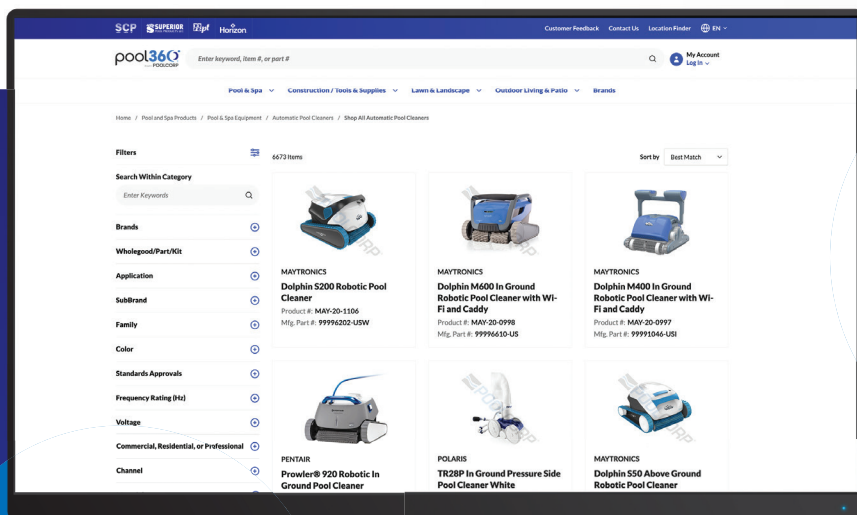 SCP SUPERIOR npt Horizon
Customer Feedback Contact Us Location Finder EN
pool360
POOLCORP
Enter keyword, item #, or part #
My Account
Log In
Pool & Spa Construction / Tools & Supplies Lawn & Landscape Outdoor Living & Patio Brands
Home / Pool and Spa Products / Pool & Spa Equipment / Automatic Pool Cleaners / Shop All Automatic Pool Cleaners
Filters
6673 Items
Sort by Best Match
Search Within Category
Enter Keywords
Brands
Wholegood/Part/Kit
Application
SubBrand
Family
Color
Standards Approvals
Frequency Rating (Hz)
Voltage
Commercial, Residential, or Professional
Channel
MAYTRONICS
Dolphin S200 Robotic Pool
Cleaner
Product #: MAY-20-1106
Mfg. Part #: 99996202-USW
MAYTRONICS
Dolphin M600 In Ground
Robotic Pool Cleaner with Wi-
Fi and Caddy
Product #: MAY-20-0998
Mfg. Part #: 99996610-US
MAYTRONICS
Dolphin M400 In Ground
Robotic Pool Cleaner with Wi-
Fi and Caddy
Product #: MAY-20-0997
Mfg. Part #: 99991046-USI
PENTAIR
Prowler® 920 Robotic In
Ground Pool Cleaner
POLARIS
TR28P In Ground Pressure Side
Pool Cleaner White
MAYTRONICS
Dolphin S50 Above Ground
Robotic Pool Cleaner